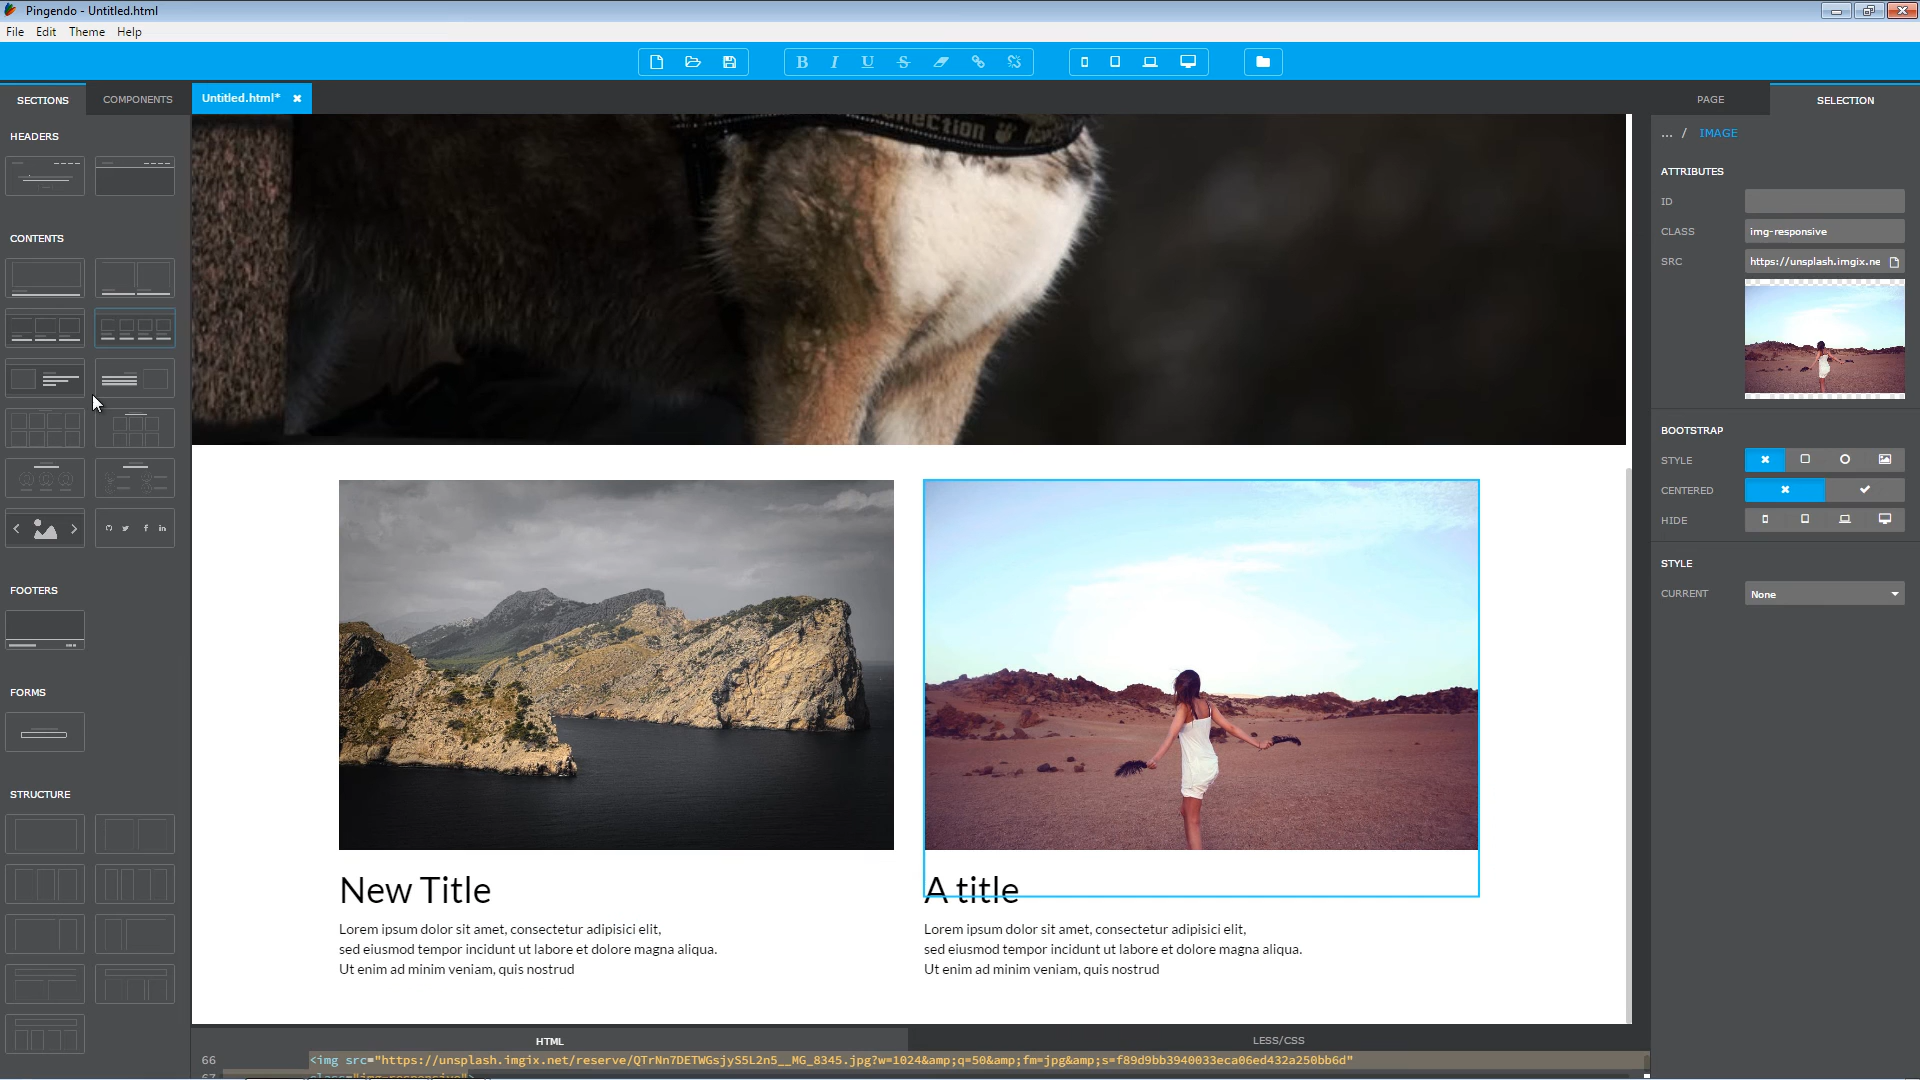 Pingendo - Untitled.html
File Edit Theme Help
B I U S
SECTIONS COMPONENTS
Untitled.html*
PAGE SELECTION
HEADERS
... / IMAGE
ATTRIBUTES
ID
CLASS img-responsive
SRC https://unsplash.imgix.ne
CONTENTS
BOOTSTRAP
STYLE
CENTERED
HIDE
STYLE
CURRENT None
FOOTERS
FORMS
STRUCTURE
New Title
Lorem ipsum dolor sit amet, consectetur adipisici elit,
sed eiusmod tempor incidunt ut labore et dolore magna aliqua.
Ut enim ad minim veniam, quis nostrud
A title
Lorem ipsum dolor sit amet, consectetur adipisici elit,
sed eiusmod tempor incidunt ut labore et dolore magna aliqua.
Ut enim ad minim veniam, quis nostrud
HTML LESS/CSS
66 <img src="https://unsplash.imgix.net/reserve/QTrNn7DETWGsjyS5L2n5__MG_8345.jpg?w=1024&amp;q=50&amp;fm=jpg&amp;s=f89d9bb3940033eca06ed432a250bb6d"
67 class="img-responsive">